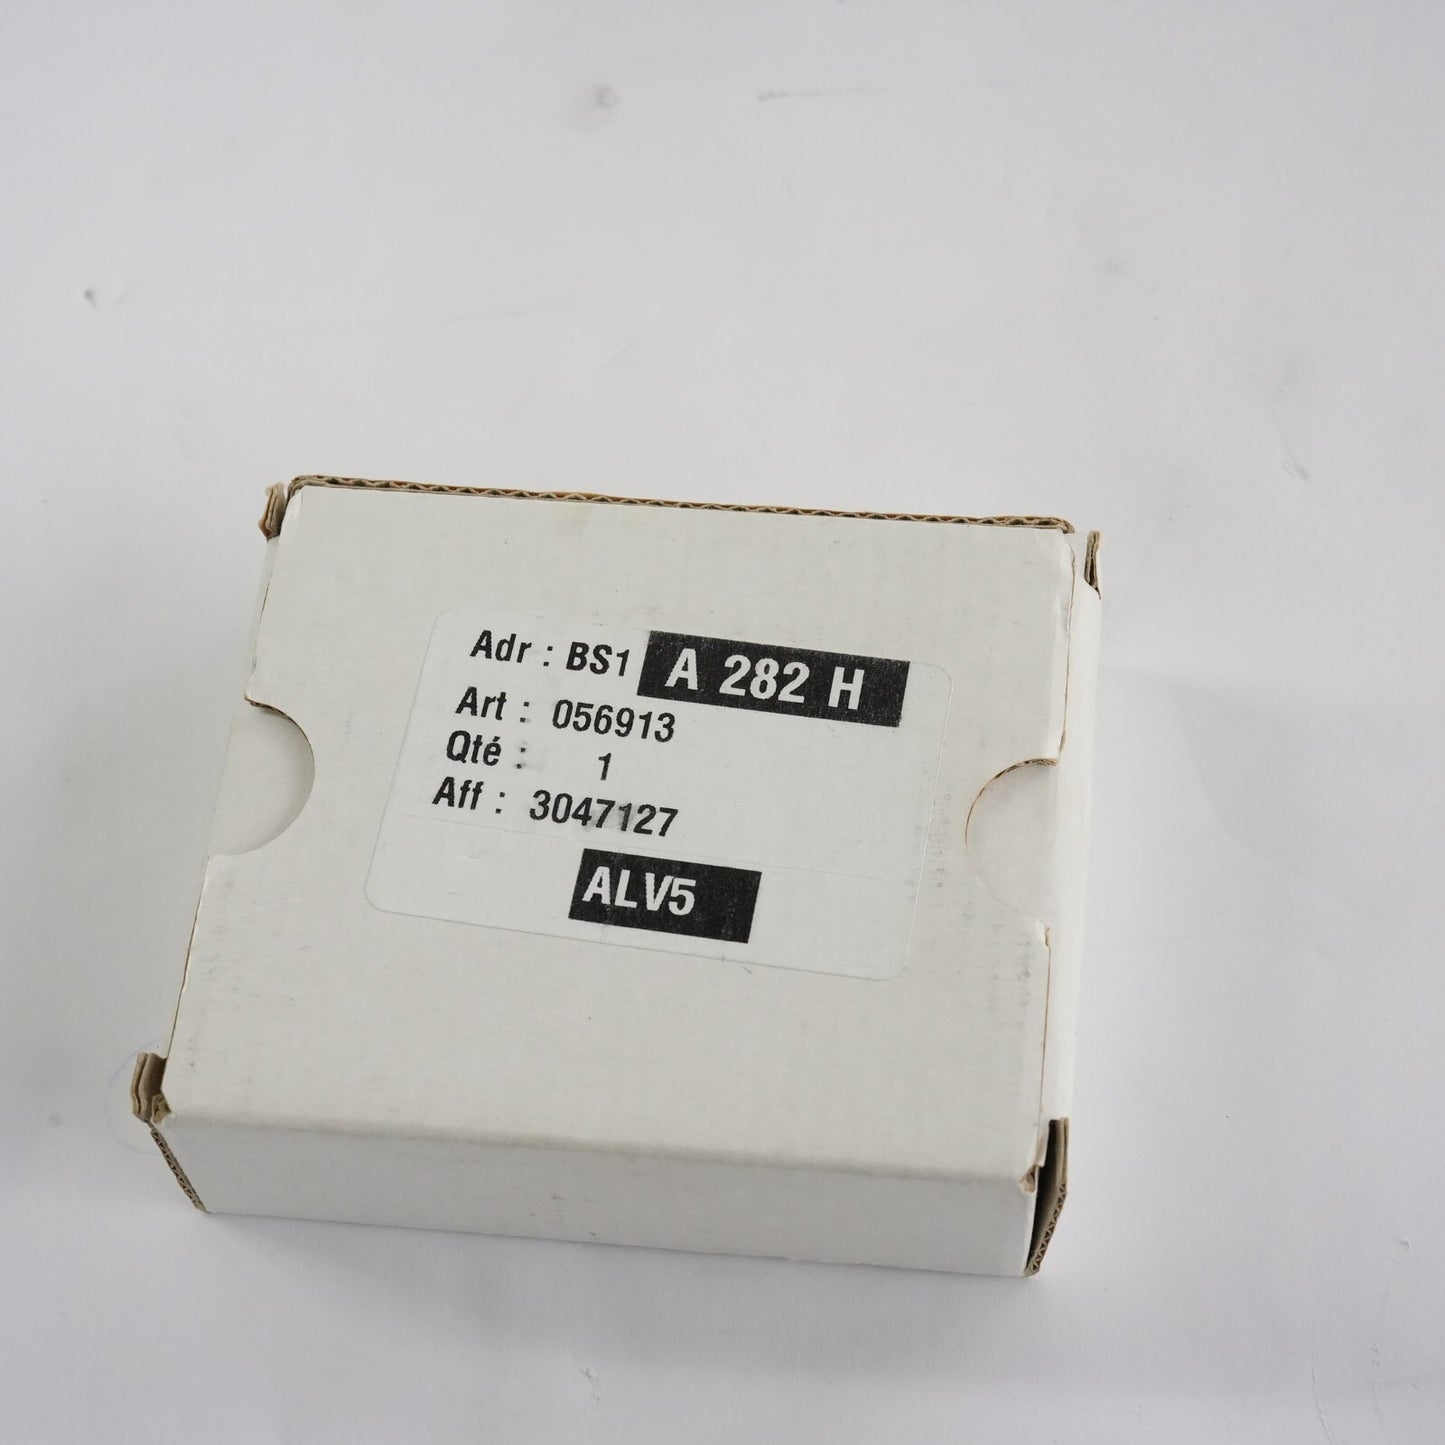 Adr : BS1 A 282 H
Art : 056913
Qté : 1
Aff : 3047127
ALV5